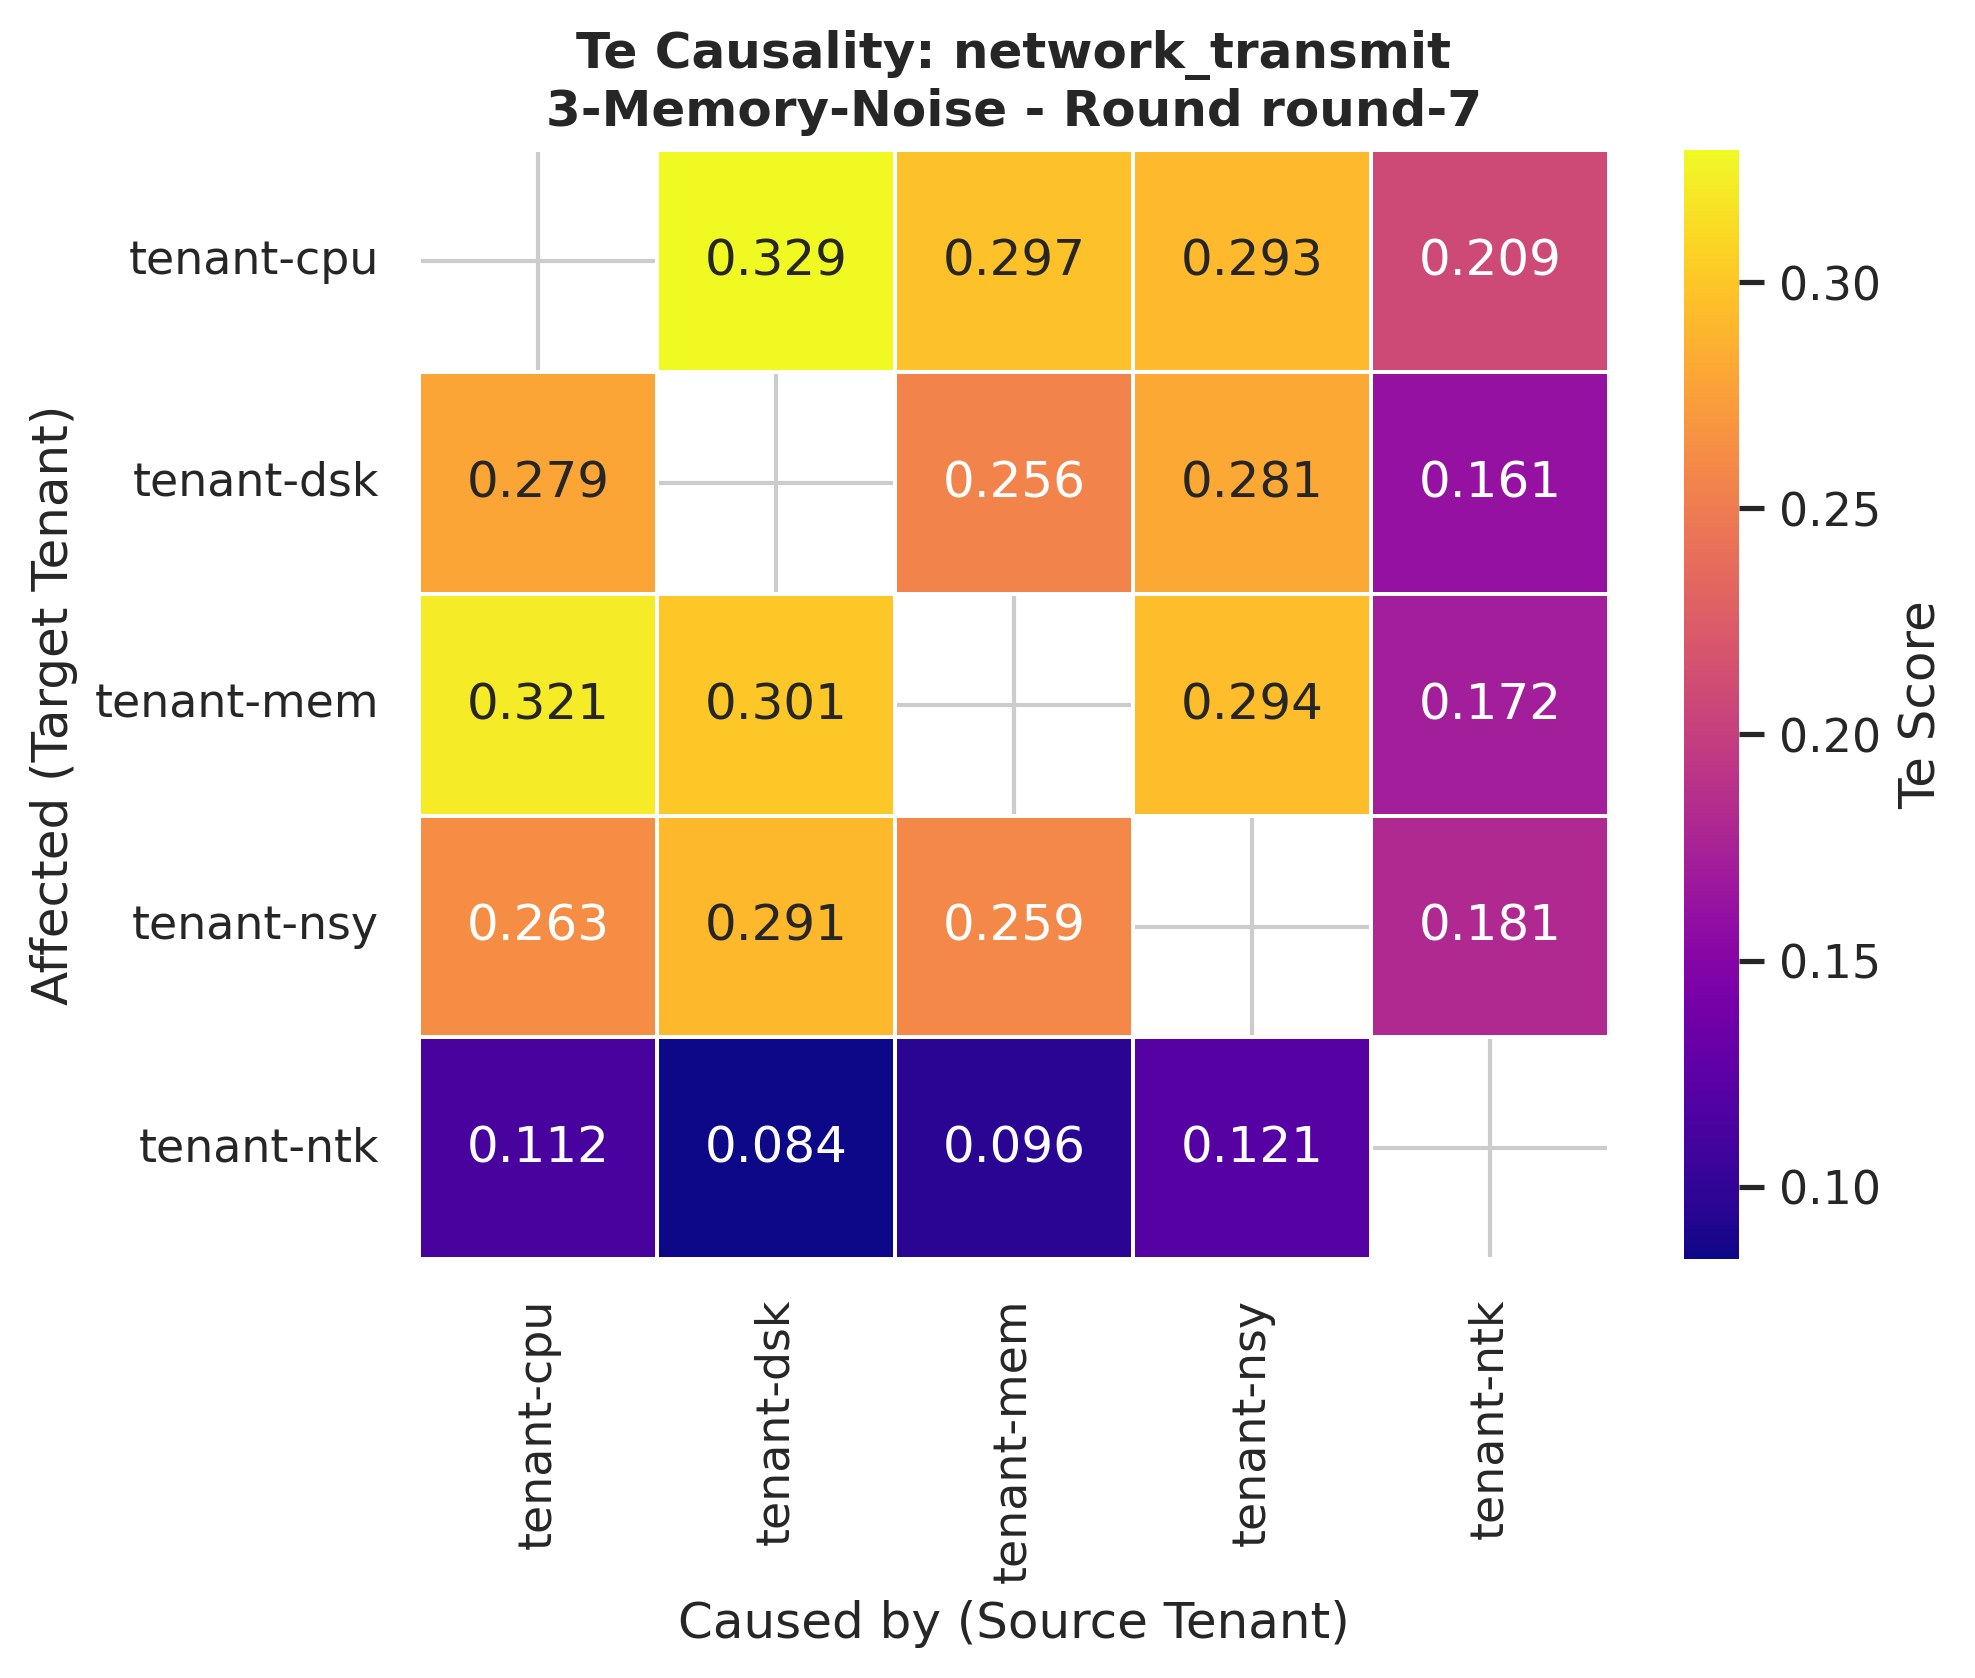 Te Causality: network_transmit
3-Memory-Noise - Round round-7
Affected (Target Tenant)
tenant-cpu
0.329 0.297 0.293 0.209
tenant-dsk
0.279 0.256 0.281 0.161
tenant-mem
0.321 0.301 0.294 0.172
tenant-nsy
0.263 0.291 0.259 0.181
tenant-ntk
0.112 0.084 0.096 0.121
tenant-cpu
tenant-dsk
tenant-mem
tenant-nsy
tenant-ntk
Caused by (Source Tenant)
0.30
0.25
0.20
0.15
0.10
Te Score